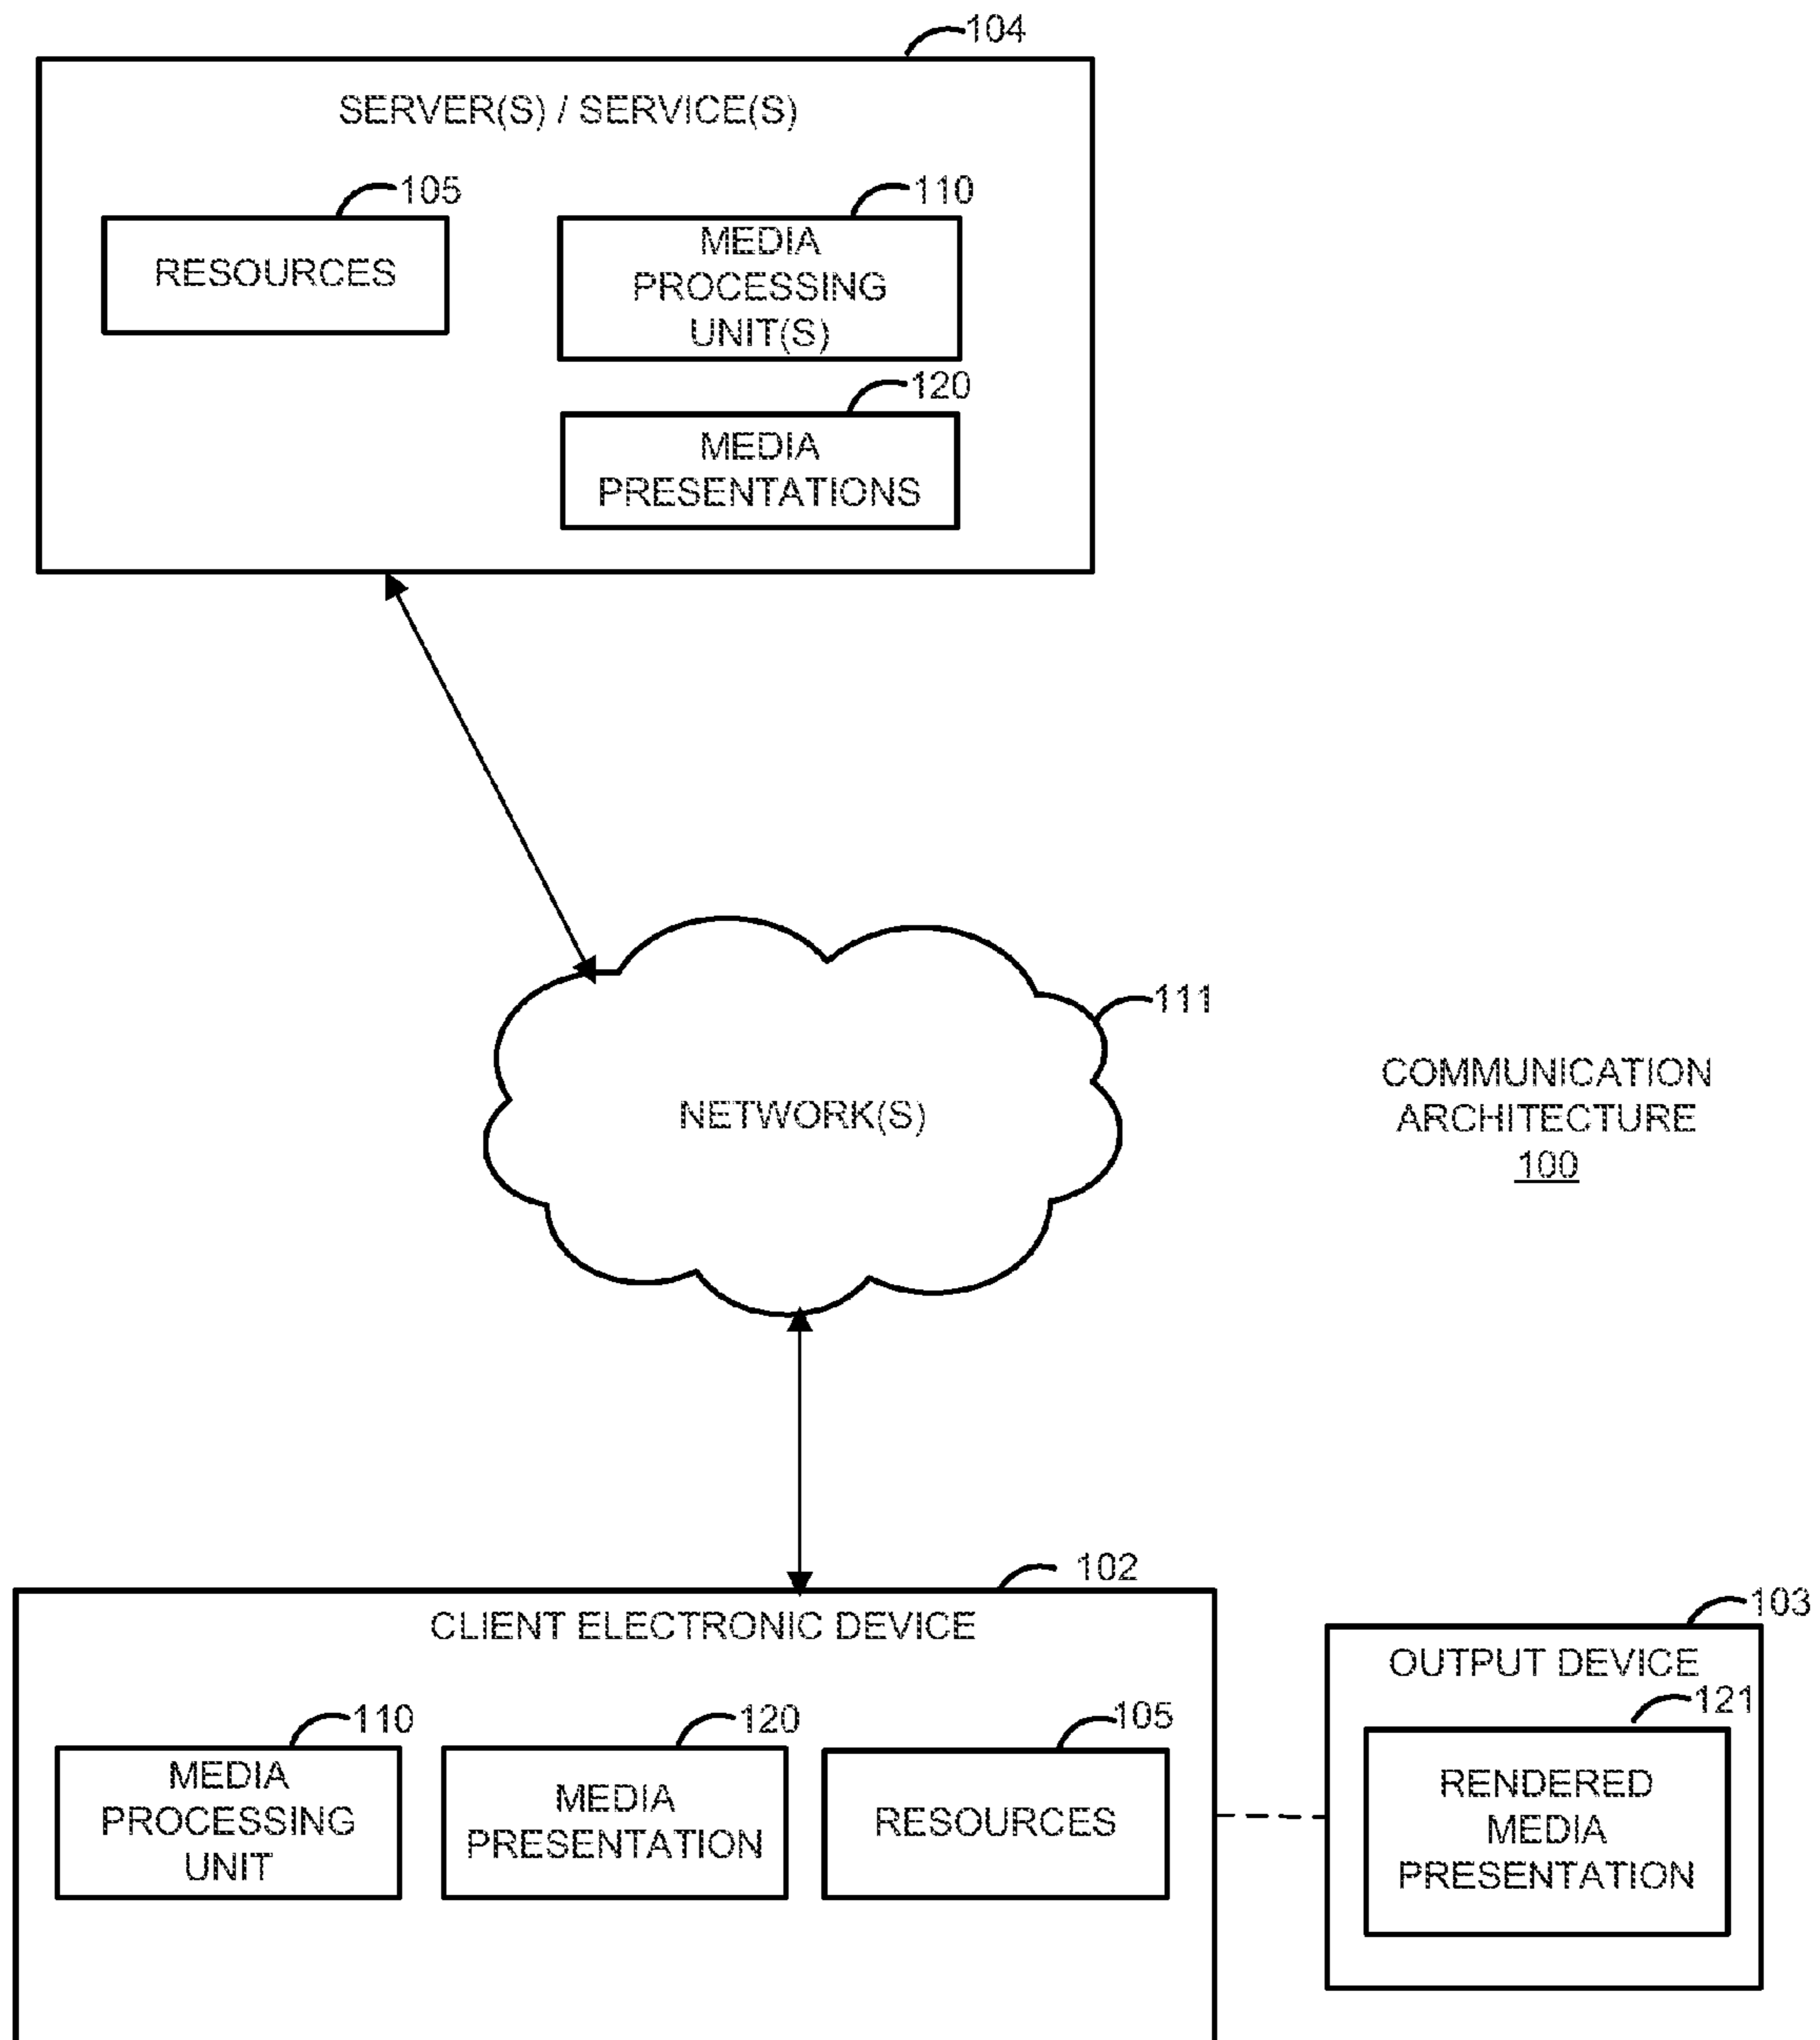 104
SERVER(S) / SERVICE(S)
105
110
RESOURCES
MEDIA
PROCESSING
UNIT(S)
120
MEDIA
PRESENTATIONS
111
NETWORK(S)
COMMUNICATION
ARCHITECTURE
100
102
CLIENT ELECTRONIC DEVICE
103
OUTPUT DEVICE
110
120
105
121
MEDIA
PROCESSING
UNIT
MEDIA
PRESENTATION
RESOURCES
RENDERED
MEDIA
PRESENTATION